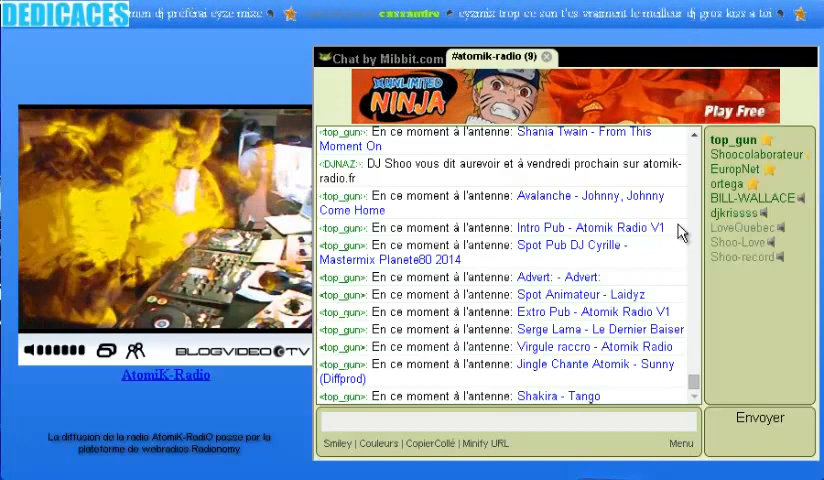 DEDICACES
mon dj préferai eyze mixe
cassandre
eyzmix trop ce son t'es vraiment le meilleur dj gros kiss a toi
Chat by Mibbit.com
#atomik-radio (9)
UNLIMITED
NINJA
Play Free
<top_gun>: En ce moment à l'antenne: Shania Twain - From This
Moment On
<DJNAZ>: DJ Shoo vous dit aurevoir et à vendredi prochain sur atomik-
radio.fr
<top_gun>: En ce moment à l'antenne: Avalanche - Johnny, Johnny
Come Home
<top_gun>: En ce moment à l'antenne: Intro Pub - Atomik Radio V1
<top_gun>: En ce moment à l'antenne: Spot Pub DJ Cyrille -
Mastermix Planete80 2014
<top_gun>: En ce moment à l'antenne: Advert: - Advert:
<top_gun>: En ce moment à l'antenne: Spot Animateur - Laidyz
<top_gun>: En ce moment à l'antenne: Extro Pub - Atomik Radio V1
<top_gun>: En ce moment à l'antenne: Serge Lama - Le Dernier Baiser
<top_gun>: En ce moment à l'antenne: Virgule raccro - Atomik Radio
<top_gun>: En ce moment à l'antenne: Jingle Chante Atomik - Sunny
(Diffprod)
<top_gun>: En ce moment à l'antenne: Shakira - Tango
top_gun
Shoocolaborateur
EuropNet
ortega
BILL-WALLACE
djkrissss
LoveQuebec
Shoo-Love
Shoo-record
Smiley | Couleurs | CopierCollé | Minify URL
Menu
Envoyer
BLOGVIDEO TV
AtomiK-Radio
La diffusion de la radio AtomiK-RadiO passe par la
plateforme de webradios Radionomy.